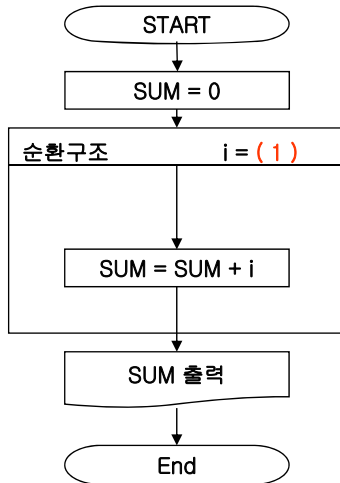 START
SUM = 0
순환구조 i = ( 1 )
SUM = SUM + i
SUM 출력
End